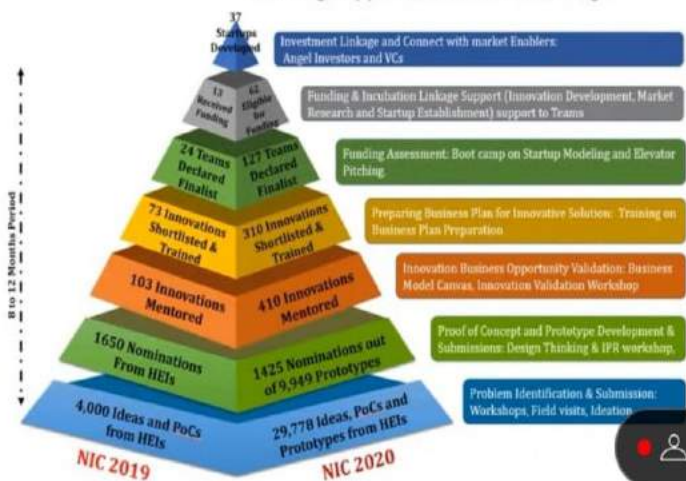 37
Startups
Developed
Investment Linkage and Connect with market Enablers:
Angel Investors and VCs
13
Received
Funding
62
Eligible
for
Funding
Funding & Incubation Linkage Support (Innovation Development, Market
Research and Startup Establishment) support to Teams
24 Teams
Declared
Finalist
127 Teams
Declared
Finalist
Funding Assessment: Boot camp on Startup Modeling and Elevator
Pitching.
73 Innovations
Shortlisted &
Trained
310 Innovations
Shortlisted &
Trained
Preparing Business Plan for Innovative Solution: Training on
Business Plan Preparation
103 Innovations
Mentored
410 Innovations
Mentored
Innovation Business Opportunity Validation: Business
Model Canvas, Innovation Validation Workshop
1650 Nominations
From HEIs
1425 Nominations out
of 9,949 Prototypes
Proof of Concept and Prototype Development &
Submissions: Design Thinking & IPR workshop,
4,000 Ideas and PoCs
from HEIs
29,778 Ideas, PoCs and
Prototypes from HEIs
Problem Identification & Submission:
Workshops, Field visits, Ideation
NIC 2019
NIC 2020
8 to 12 Months Period